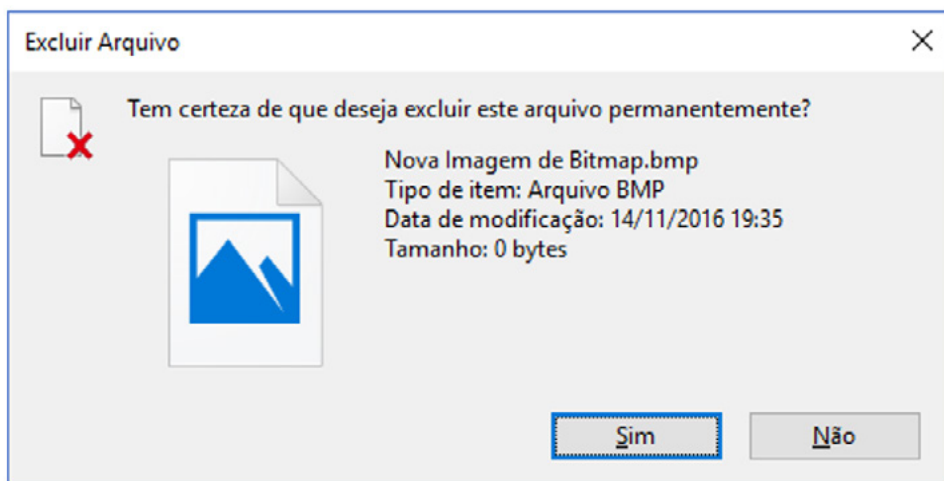 Excluir Arquivo
Tem certeza de que deseja excluir este arquivo permanentemente?
Nova Imagem de Bitmap.bmp
Tipo de item: Arquivo BMP
Data de modificação: 14/11/2016 19:35
Tamanho: 0 bytes
Sim
Não